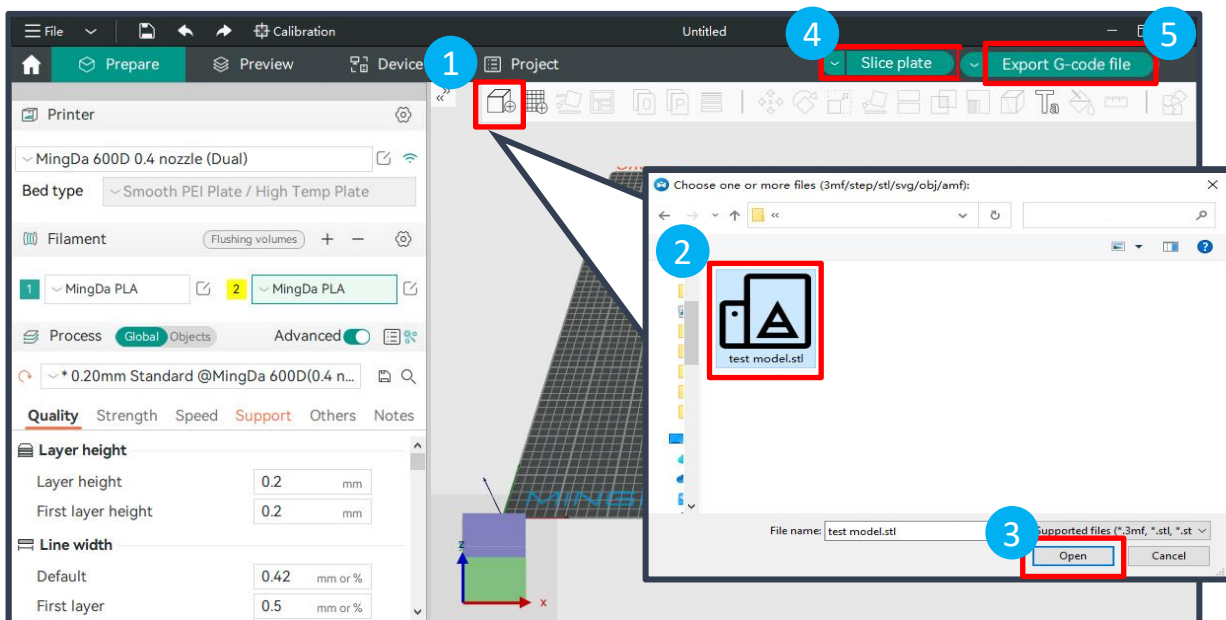 File
Calibration
Untitled
4
5
Prepare
Preview
Device
1
Project
Slice plate
Export G-code file
Printer
MingDa 600D 0.4 nozzle (Dual)
Bed type
Smooth PEI Plate / High Temp Plate
Filament
Flushing volumes
1
MingDa PLA
2
MingDa PLA
Process
Global
Objects
Advanced
* 0.20mm Standard @MingDa 600D(0.4 n...
Quality
Strength
Speed
Support
Others
Notes
Layer height
Layer height
0.2
mm
First layer height
0.2
mm
Line width
Default
0.42
mm or %
First layer
0.5
mm or %
z
x
Choose one or more files (3mf/step/stl/svg/obj/amf):
2
test model.stl
File name:
test model.stl
3
Supported files (*.3mf, *.stl, *.st
Open
Cancel